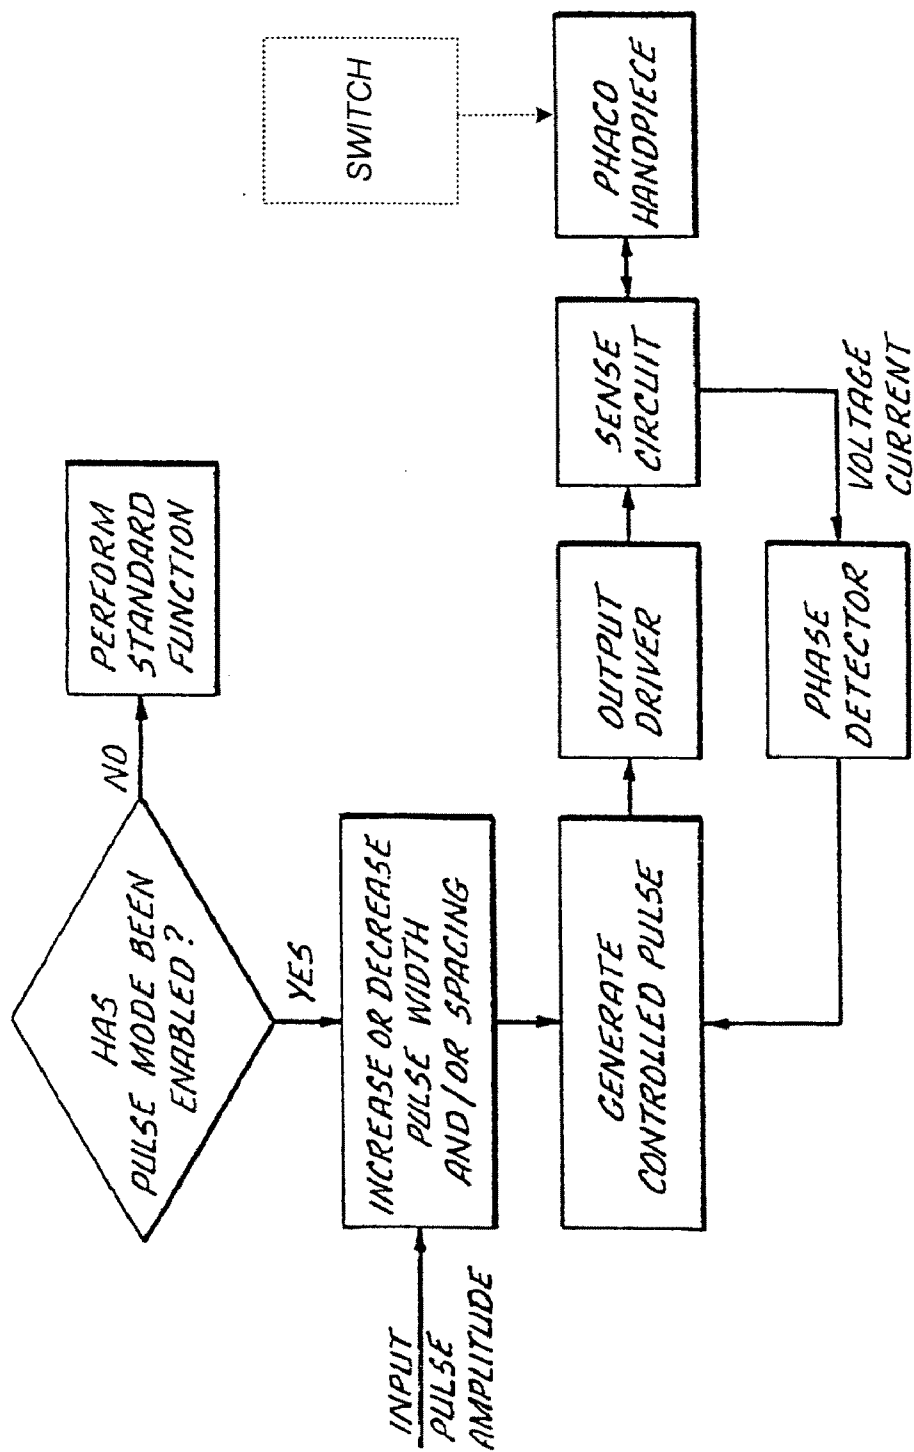 HAS
PULSE MODE BEEN
ENABLED?
NO
PERFORM
STANDARD
FUNCTION
YES
INPUT
PULSE
AMPLITUDE
INCREASE OR DECREASE
PULSE WIDTH
AND/OR SPACING
SWITCH
GENERATE
CONTROLLED PULSE
OUTPUT
DRIVER
SENSE
CIRCUIT
PHACO
HANDPIECE
PHASE
DETECTOR
VOLTAGE
CURRENT